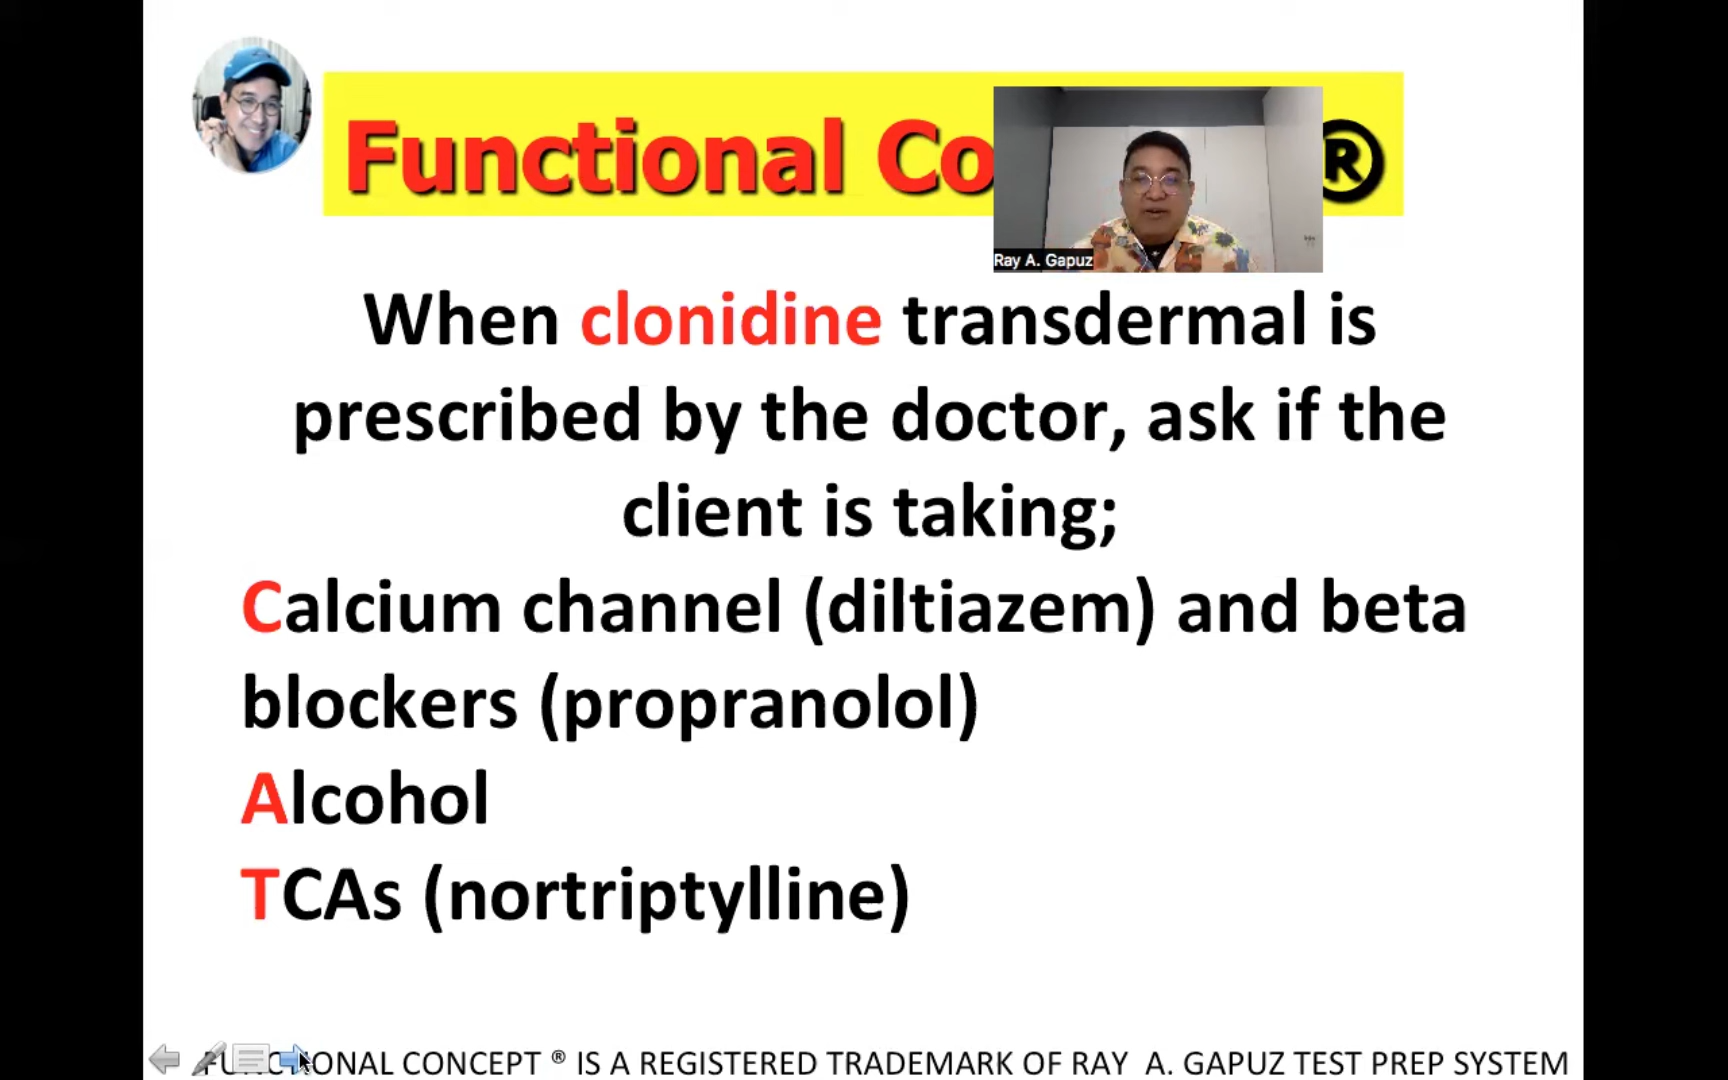 Functional Co
®
Ray A. Gapuz
When clonidine transdermal is
prescribed by the doctor, ask if the
client is taking;
Calcium channel (diltiazem) and beta
blockers (propranolol)
Alcohol
TCAs (nortriptylline)
FUNCTIONAL CONCEPT ® IS A REGISTERED TRADEMARK OF RAY A. GAPUZ TEST PREP SYSTEM